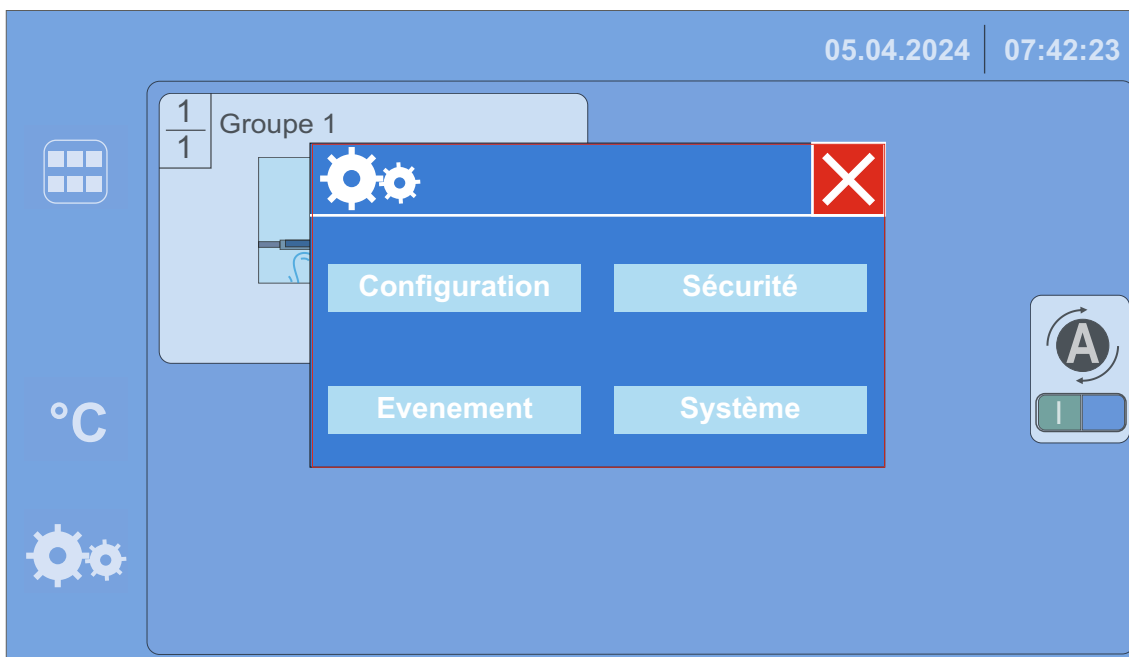 05.04.2024 07:42:23
1
1
Groupe 1
Configuration
Sécurité
Evenement
Système
°C
A
I